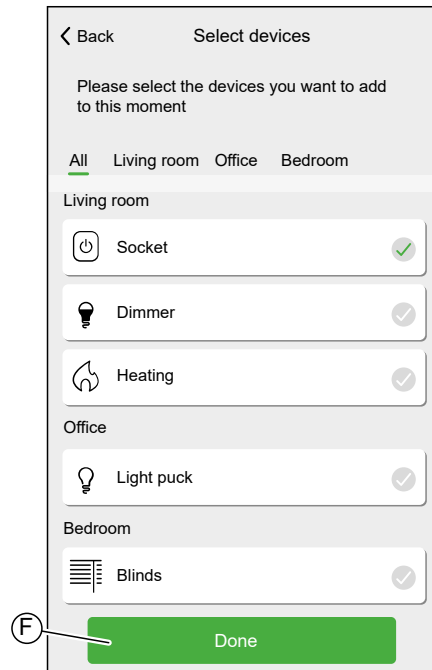 Back
Select devices
Please select the devices you want to add
to this moment
All Living room Office Bedroom
Living room
Socket
Dimmer
Heating
Office
Light puck
Bedroom
Blinds
F
Done